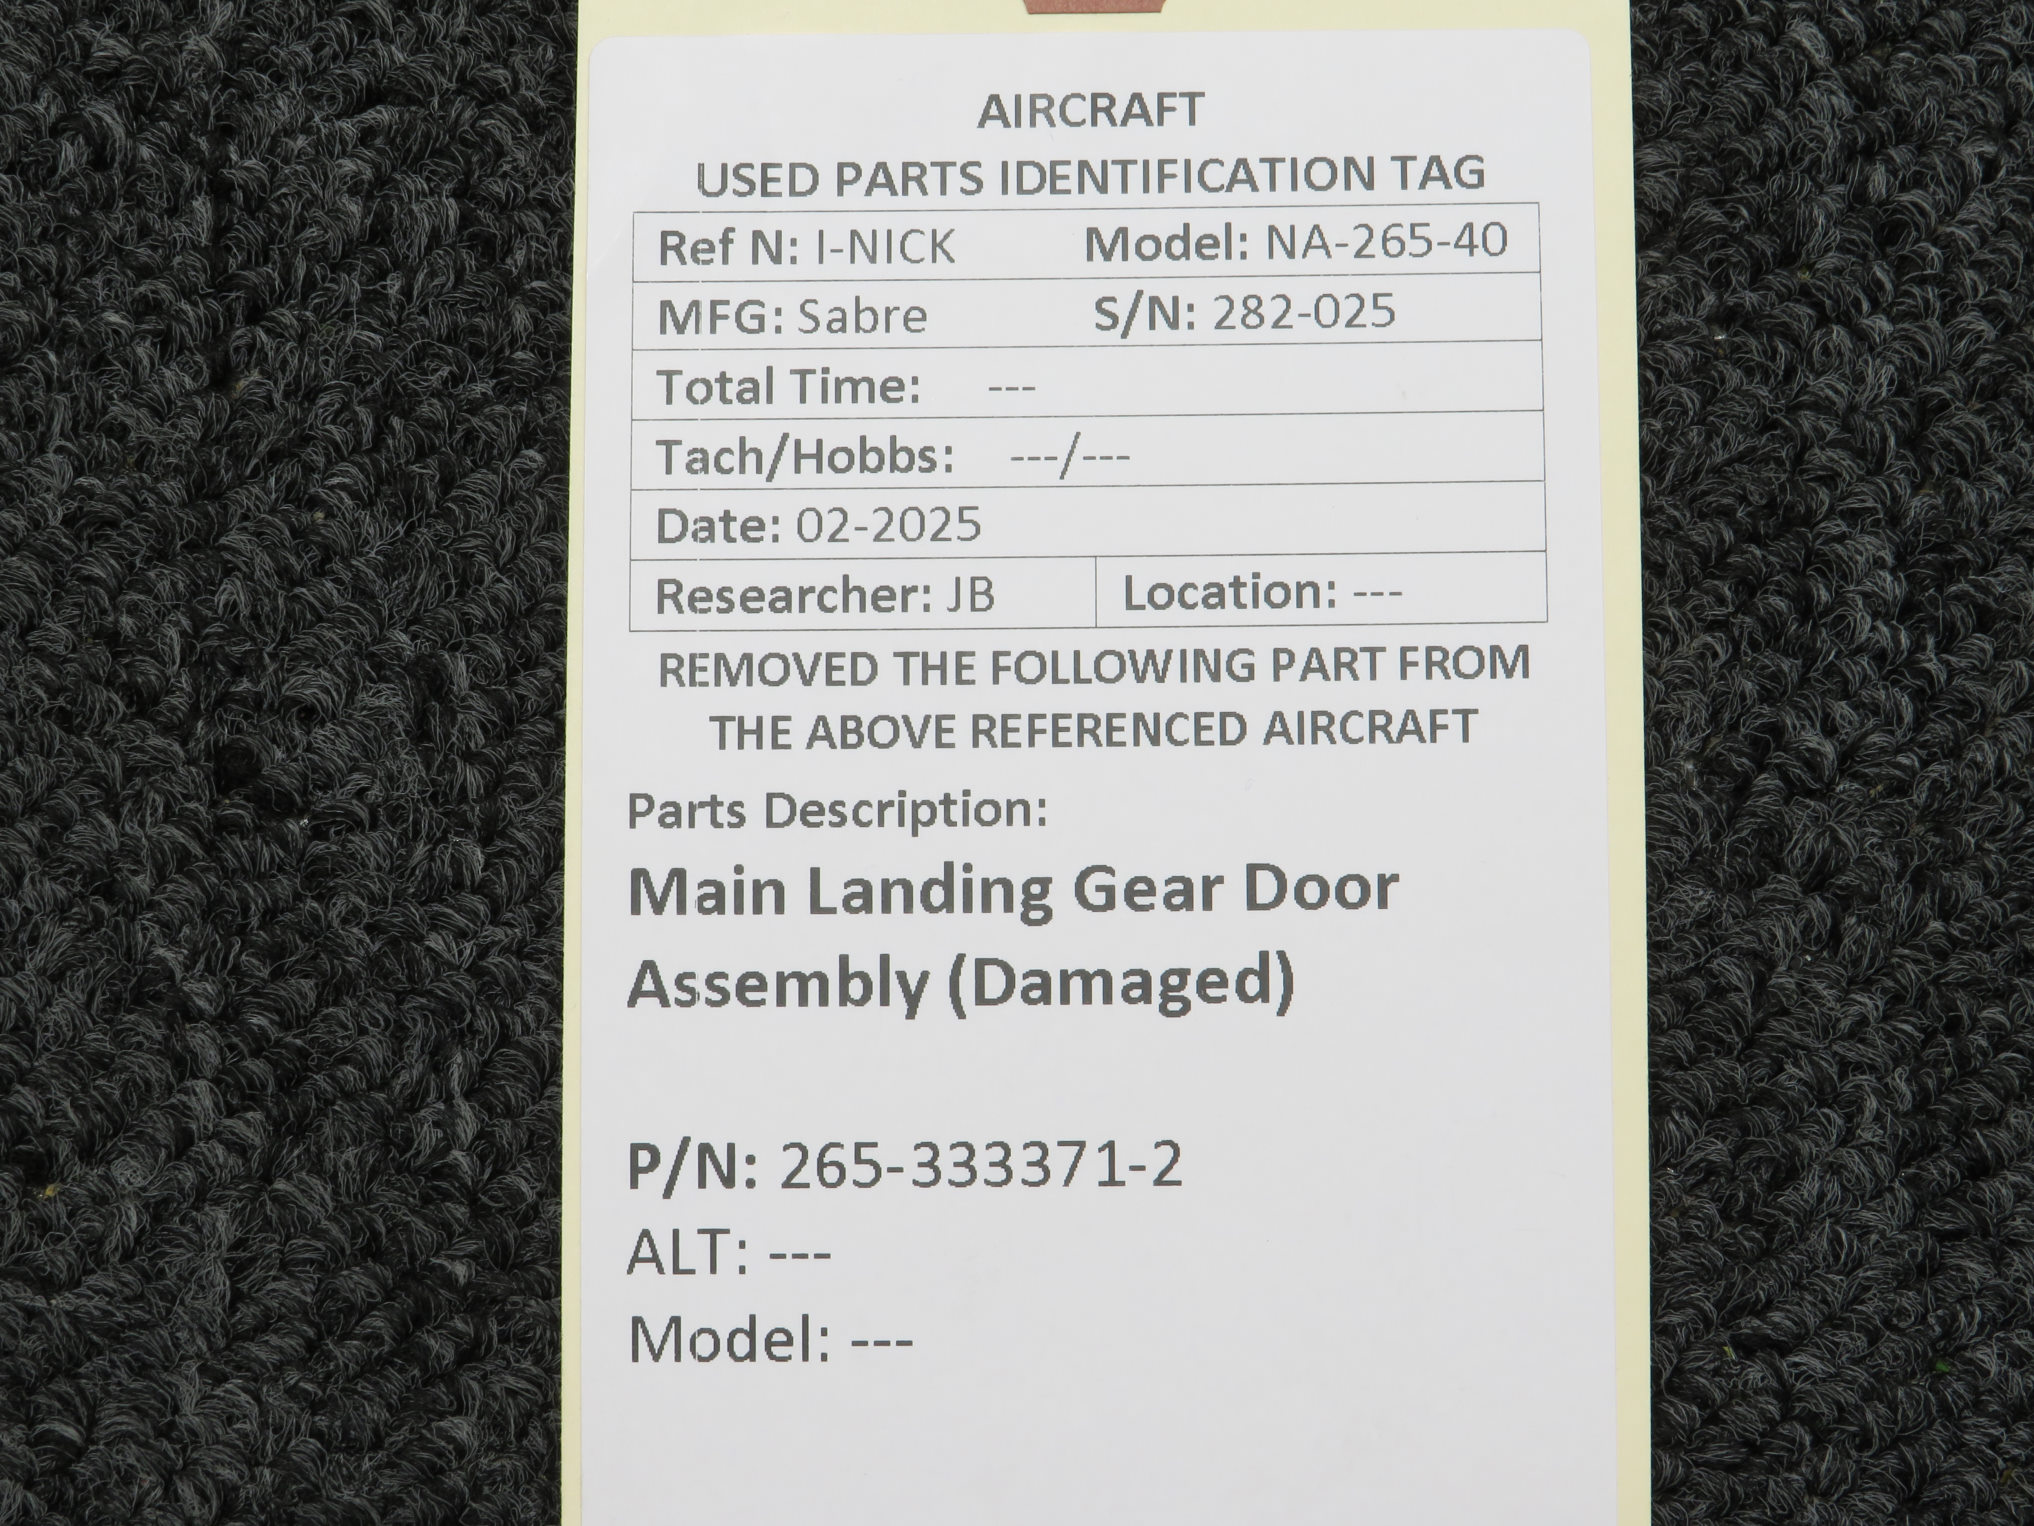 AIRCRAFT
USED PARTS IDENTIFICATION TAG
Ref N: I-NICK Model: NA-265-40
MFG: Sabre S/N: 282-025
Total Time: ---
Tach/Hobbs: ---/---
Date: 02-2025
Researcher: JB Location: ---
REMOVED THE FOLLOWING PART FROM
THE ABOVE REFERENCED AIRCRAFT
Parts Description:
Main Landing Gear Door
Assembly (Damaged)
P/N: 265-333371-2
ALT: ---
Model: ---